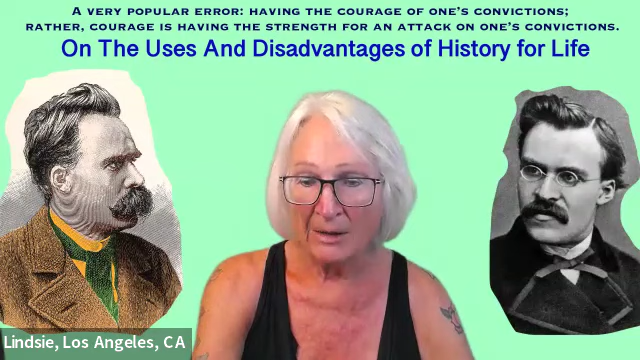 A VERY POPULAR ERROR: HAVING THE COURAGE OF ONE'S CONVICTIONS;
RATHER, COURAGE IS HAVING THE STRENGTH FOR AN ATTACK ON ONE'S CONVICTIONS.
On The Uses And Disadvantages of History for Life
Lindsie, Los Angeles, CA